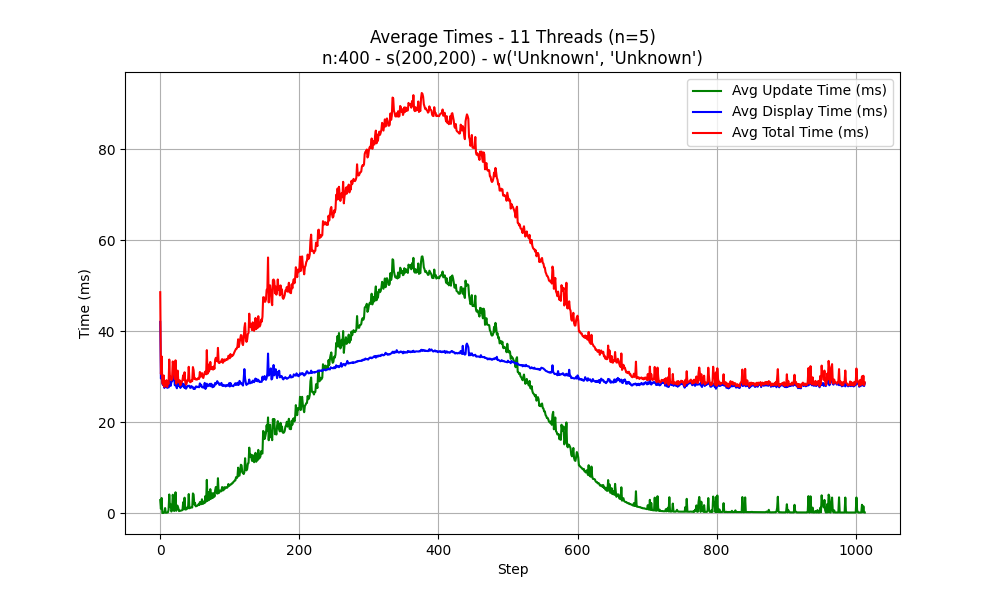 Average Times - 11 Threads (n=5)
n:400 - s(200,200) - w('Unknown', 'Unknown')
Avg Update Time (ms)
Avg Display Time (ms)
Avg Total Time (ms)
Time (ms)
80
60
40
20
0
0 200 400 600 800 1000
Step